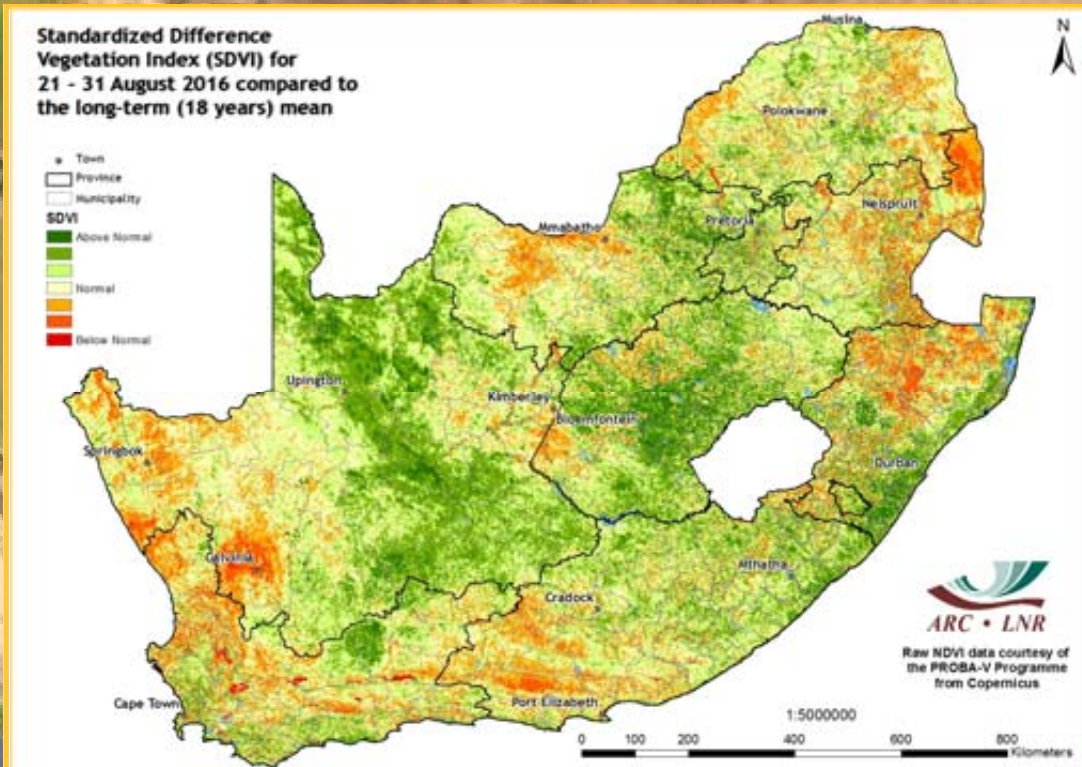 Standardized Difference
Vegetation Index (SDVI) for
21 - 31 August 2016 compared to
the long-term (18 years) mean
Town
Province
Municipality
SDVI
Above Normal
Normal
Below Normal
N
Musina
Polokwane
Nelspruit
Pretoria
Mmabatho
Upington
Kimberley
Bloemfontein
Springbok
Durban
Calvinia
Mthatha
Cradock
Cape Town
Port Elizabeth
ARC • LNR
Raw NDVI data courtesy of
the PROBA-V Programme
from Copernicus
1:5000000
0 100 200 400 600 800
Kilometers